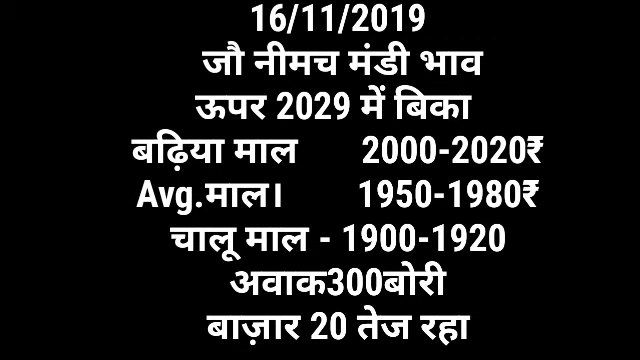 16/11/2019
जौ नीमच मंडी भाव
ऊपर 2029 में बिका
बढ़िया माल 2000-2020₹
Avg.माल। 1950-1980₹
चालू माल - 1900-1920
अवाक300बोरी
बाज़ार 20 तेज रहा